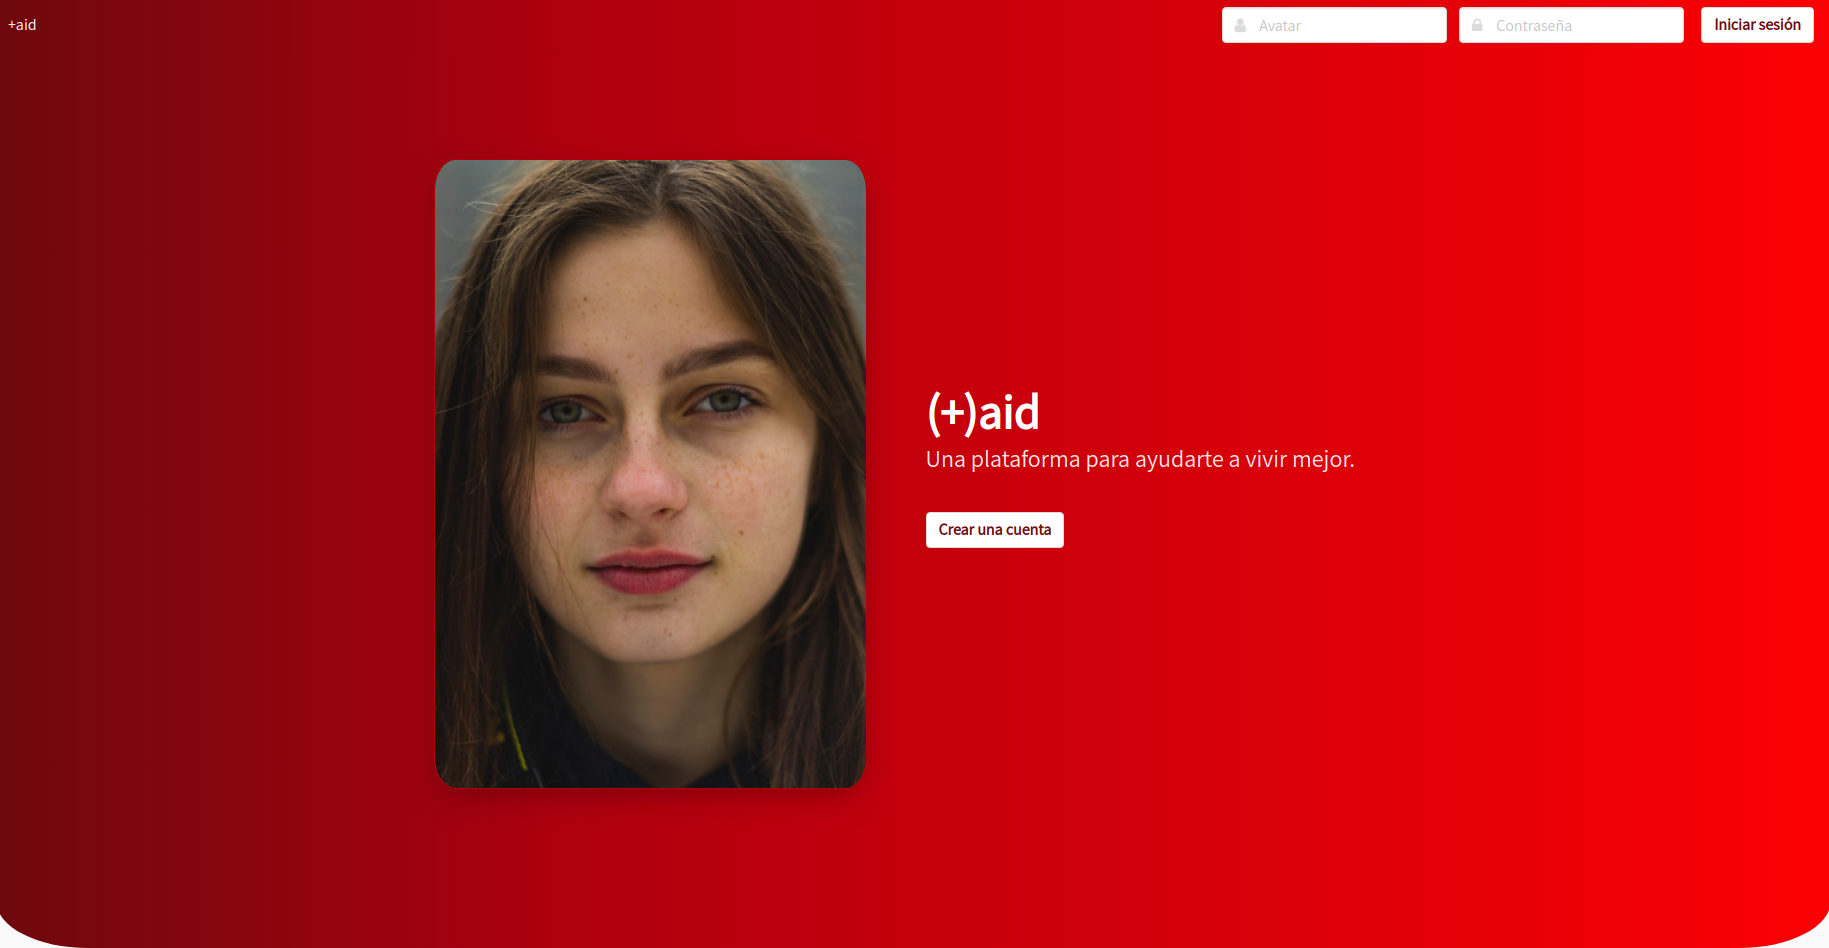 +aid
Avatar
Contraseña
Iniciar sesión
(+)aid
Una plataforma para ayudarte a vivir mejor.
Crear una cuenta